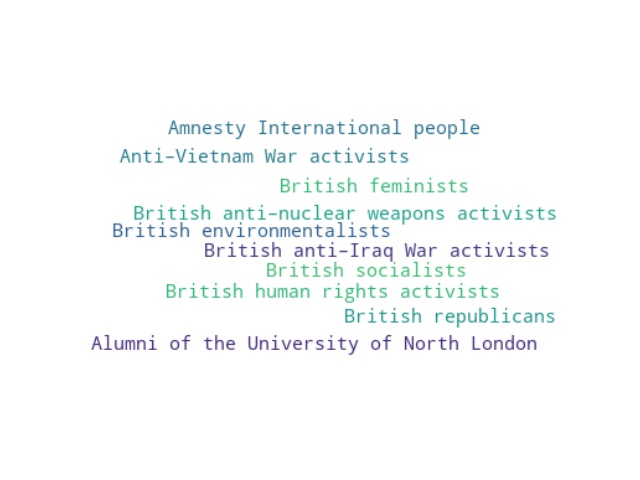 Amnesty International people
Anti-Vietnam War activists
British feminists
British anti-nuclear weapons activists
British environmentalists
British anti-Iraq War activists
British socialists
British human rights activists
British republicans
Alumni of the University of North London